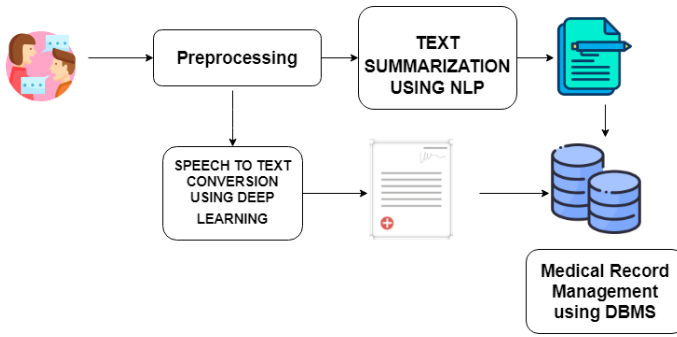 Preprocessing
TEXT
SUMMARIZATION
USING NLP
SPEECH TO TEXT
CONVERSION
USING DEEP
LEARNING
Medical Record
Management
using DBMS